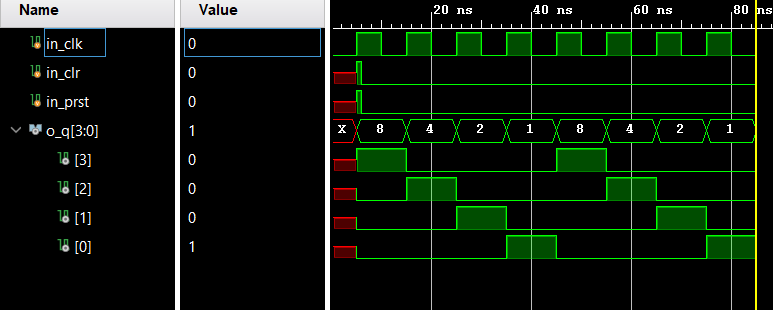 Name Value 20 ns 40 ns 60 ns 80 ns
in_clk 0
in_clr 0
in_prst 0
o_q[3:0] 1 X 8 4 2 1 8 4 2 1
[3] 0
[2] 0
[1] 0
[0] 1